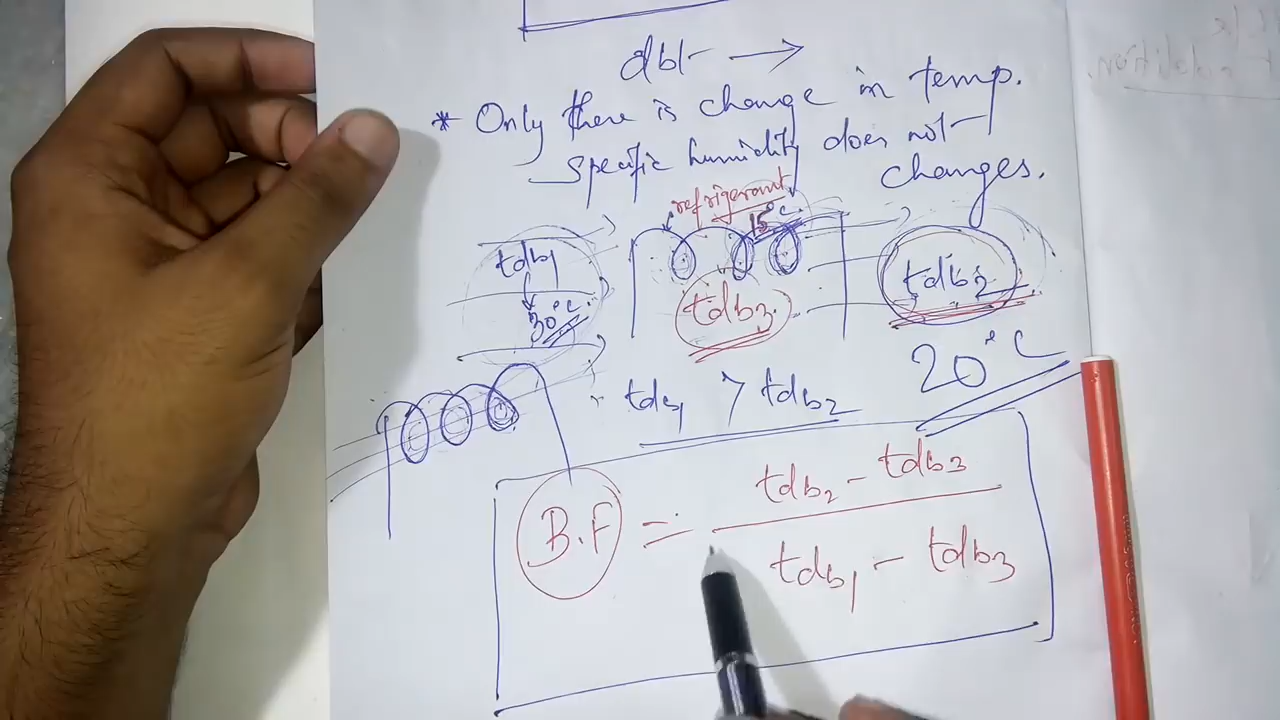 dbt →
* Only there is change in temp.
specific humidity does not
changes.
refrigerant
15°C
tdb1
30°C
tdb3
tdb2
20°C
tdb1 > tdb2
B.F = tdb2 - tdb3
tdb1 - tdb3